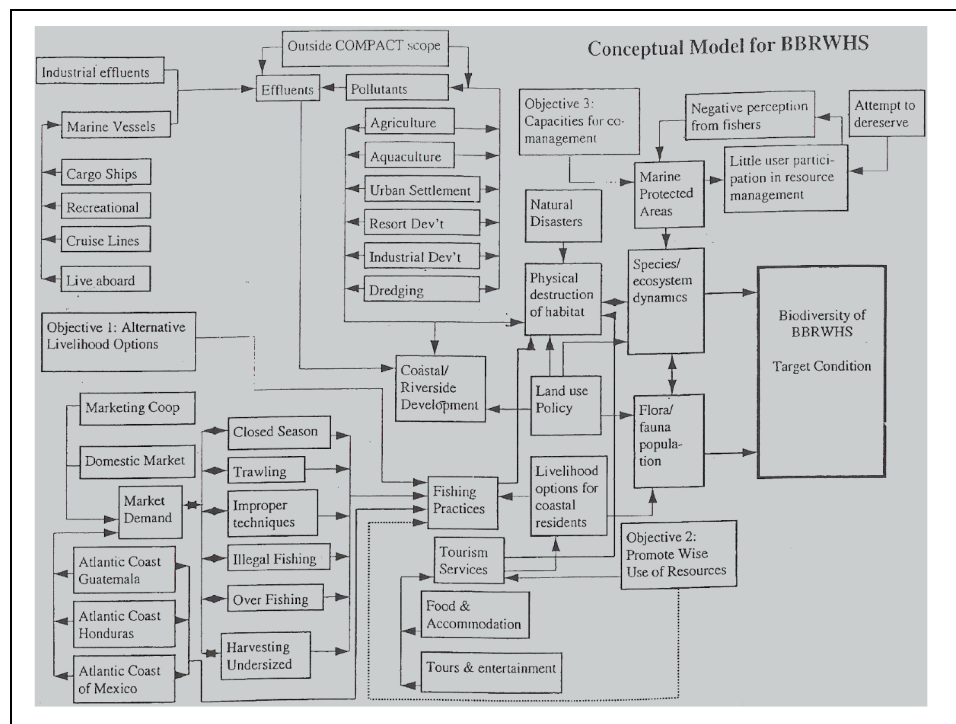 Conceptual Model for BBRWHS
Outside COMPACT scope
Industrial effluents
Effluents
Pollutants
Marine Vessels
Cargo Ships
Recreational
Cruise Lines
Live aboard
Agriculture
Aquaculture
Urban Settlement
Resort Dev't
Industrial Dev't
Dredging
Objective 3:
Capacities for co-
management
Negative perception
from fishers
Attempt to
dereserve
Marine
Protected
Areas
Little user partici-
pation in resource
management
Natural
Disasters
Physical
destruction
of habitat
Species/
ecosystem
dynamics
Biodiversity of
BBRWHS
Target Condition
Objective 1: Alternative
Livelihood Options
Coastal/
Riverside
Development
Land use
Policy
Flora/
fauna
popula-
tion
Marketing Coop
Domestic Market
Market
Demand
Atlantic Coast
Guatemala
Atlantic Coast
Honduras
Atlantic Coast
of Mexico
Closed Season
Trawling
Improper
techniques
Illegal Fishing
Over Fishing
Harvesting
Undersized
Fishing
Practices
Livelihood
options for
coastal
residents
Tourism
Services
Objective 2:
Promote Wise
Use of Resources
Food &
Accommodation
Tours & entertainment